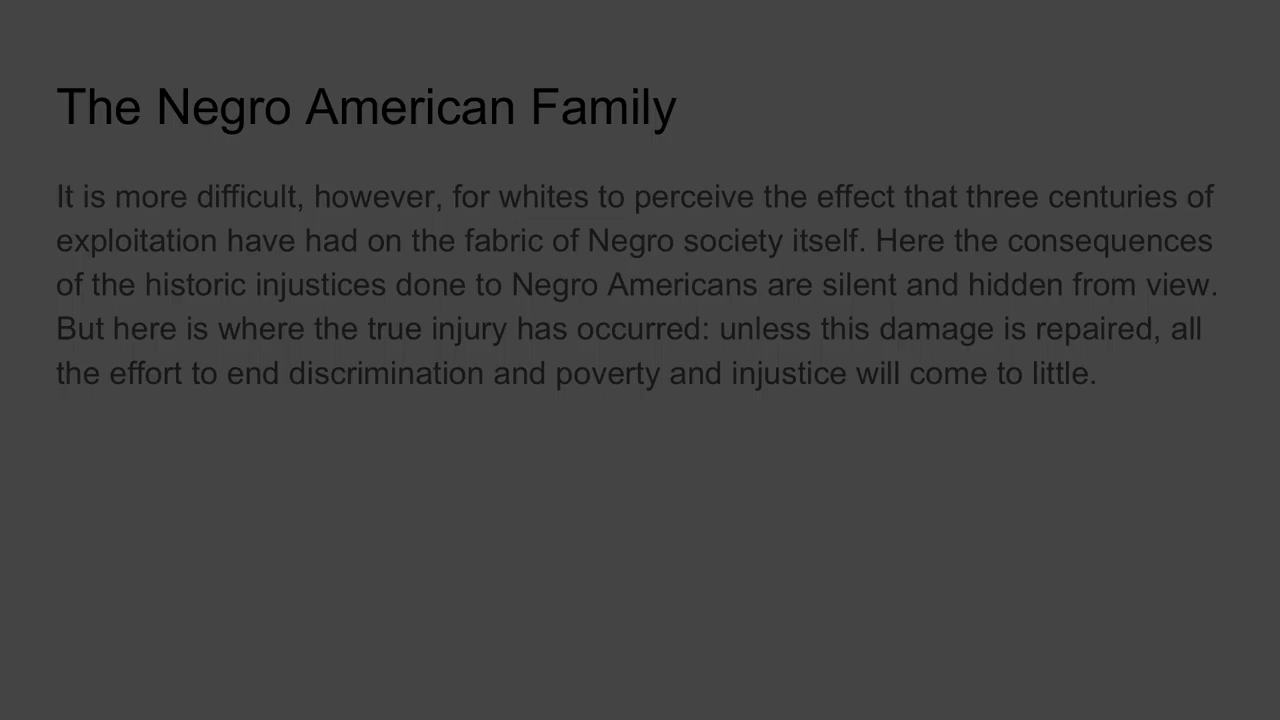 The Negro American Family
It is more difficult, however, for whites to perceive the effect that three centuries of
exploitation have had on the fabric of Negro society itself. Here the consequences
of the historic injustices done to Negro Americans are silent and hidden from view.
But here is where the true injury has occurred: unless this damage is repaired, all
the effort to end discrimination and poverty and injustice will come to little.